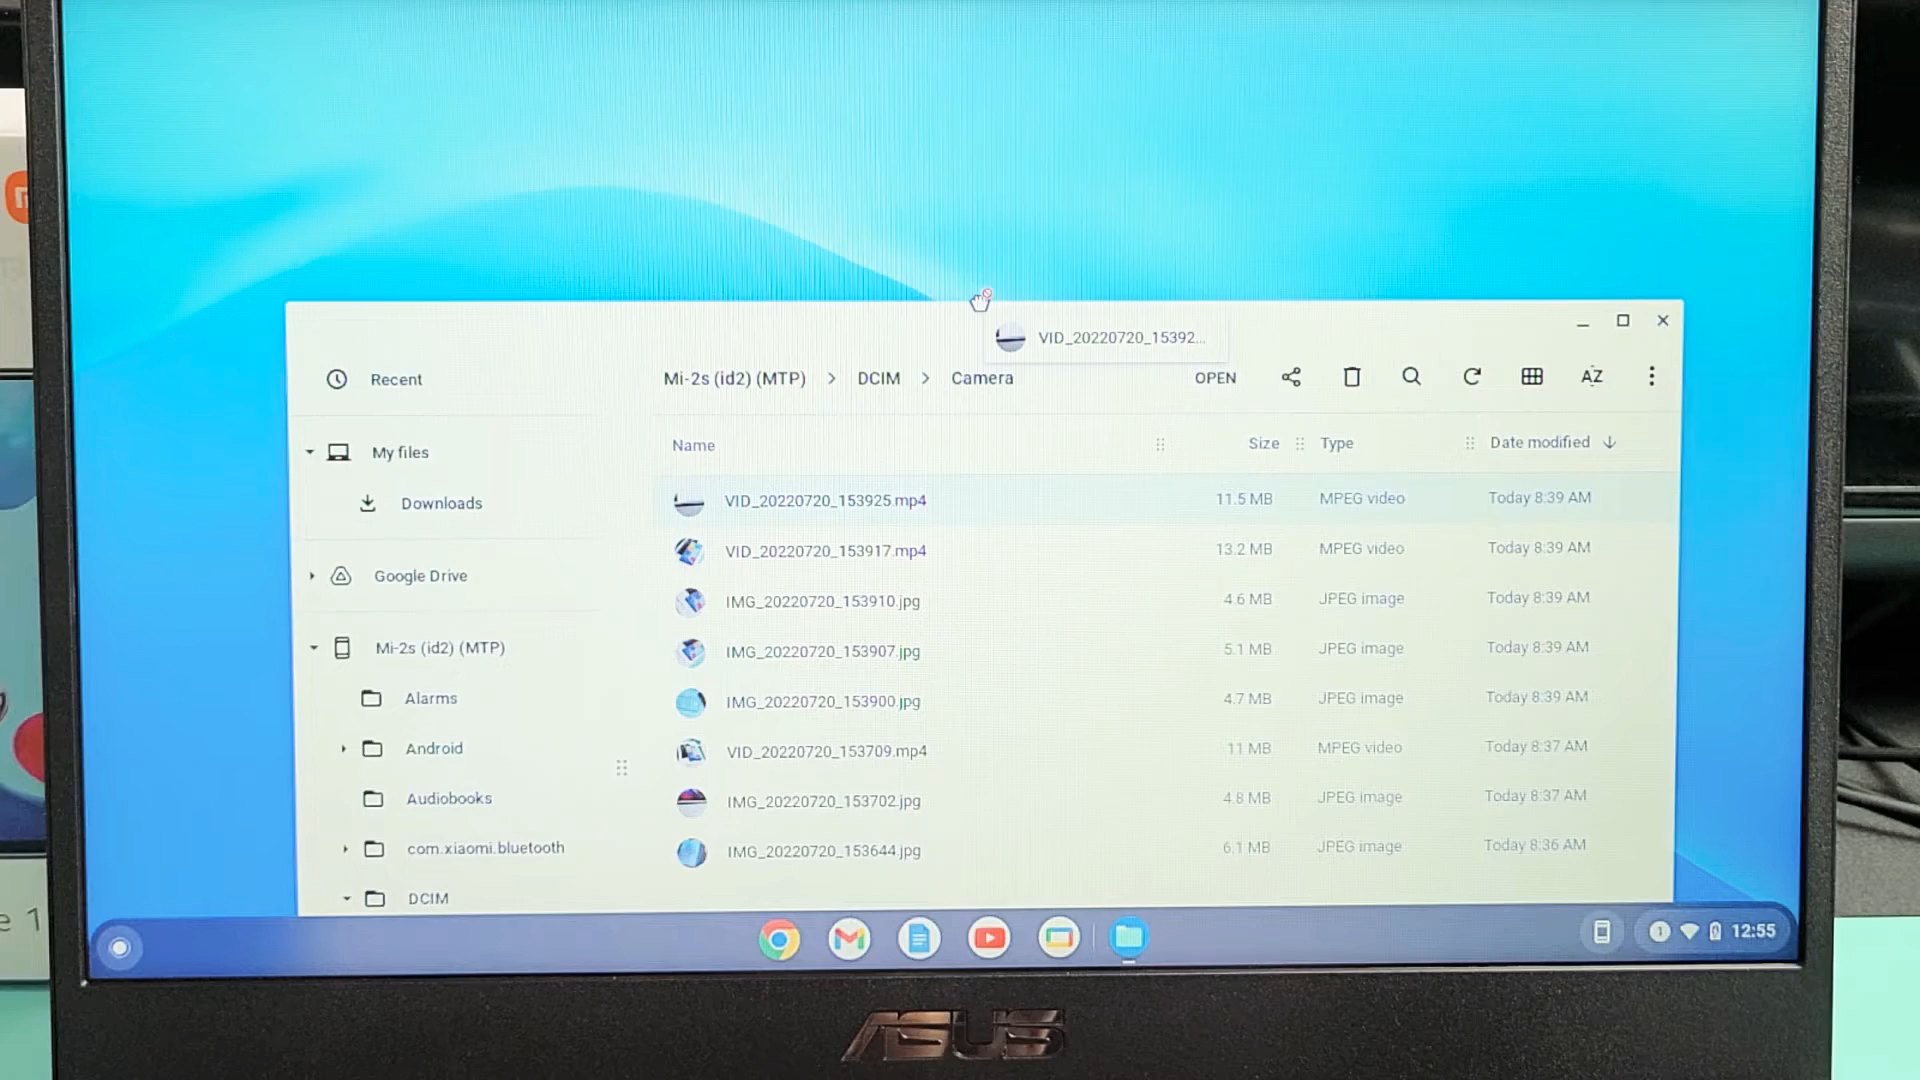 VID_20220720_15392...
Recent
Mi-2s (id2) (MTP) > DCIM > Camera
OPEN
AZ
My files
Downloads
Google Drive
Mi-2s (id2) (MTP)
Alarms
Android
Audiobooks
com.xiaomi.bluetooth
DCIM
Name Size Type Date modified
VID_20220720_153925.mp4 11.5 MB MPEG video Today 8:39 AM
VID_20220720_153917.mp4 13.2 MB MPEG video Today 8:39 AM
IMG_20220720_153910.jpg 4.6 MB JPEG image Today 8:39 AM
IMG_20220720_153907.jpg 5.1 MB JPEG image Today 8:39 AM
IMG_20220720_153900.jpg 4.7 MB JPEG image Today 8:39 AM
VID_20220720_153709.mp4 11 MB MPEG video Today 8:37 AM
IMG_20220720_153702.jpg 4.8 MB JPEG image Today 8:37 AM
IMG_20220720_153644.jpg 6.1 MB JPEG image Today 8:36 AM
1 12:55
e 1
ASUS